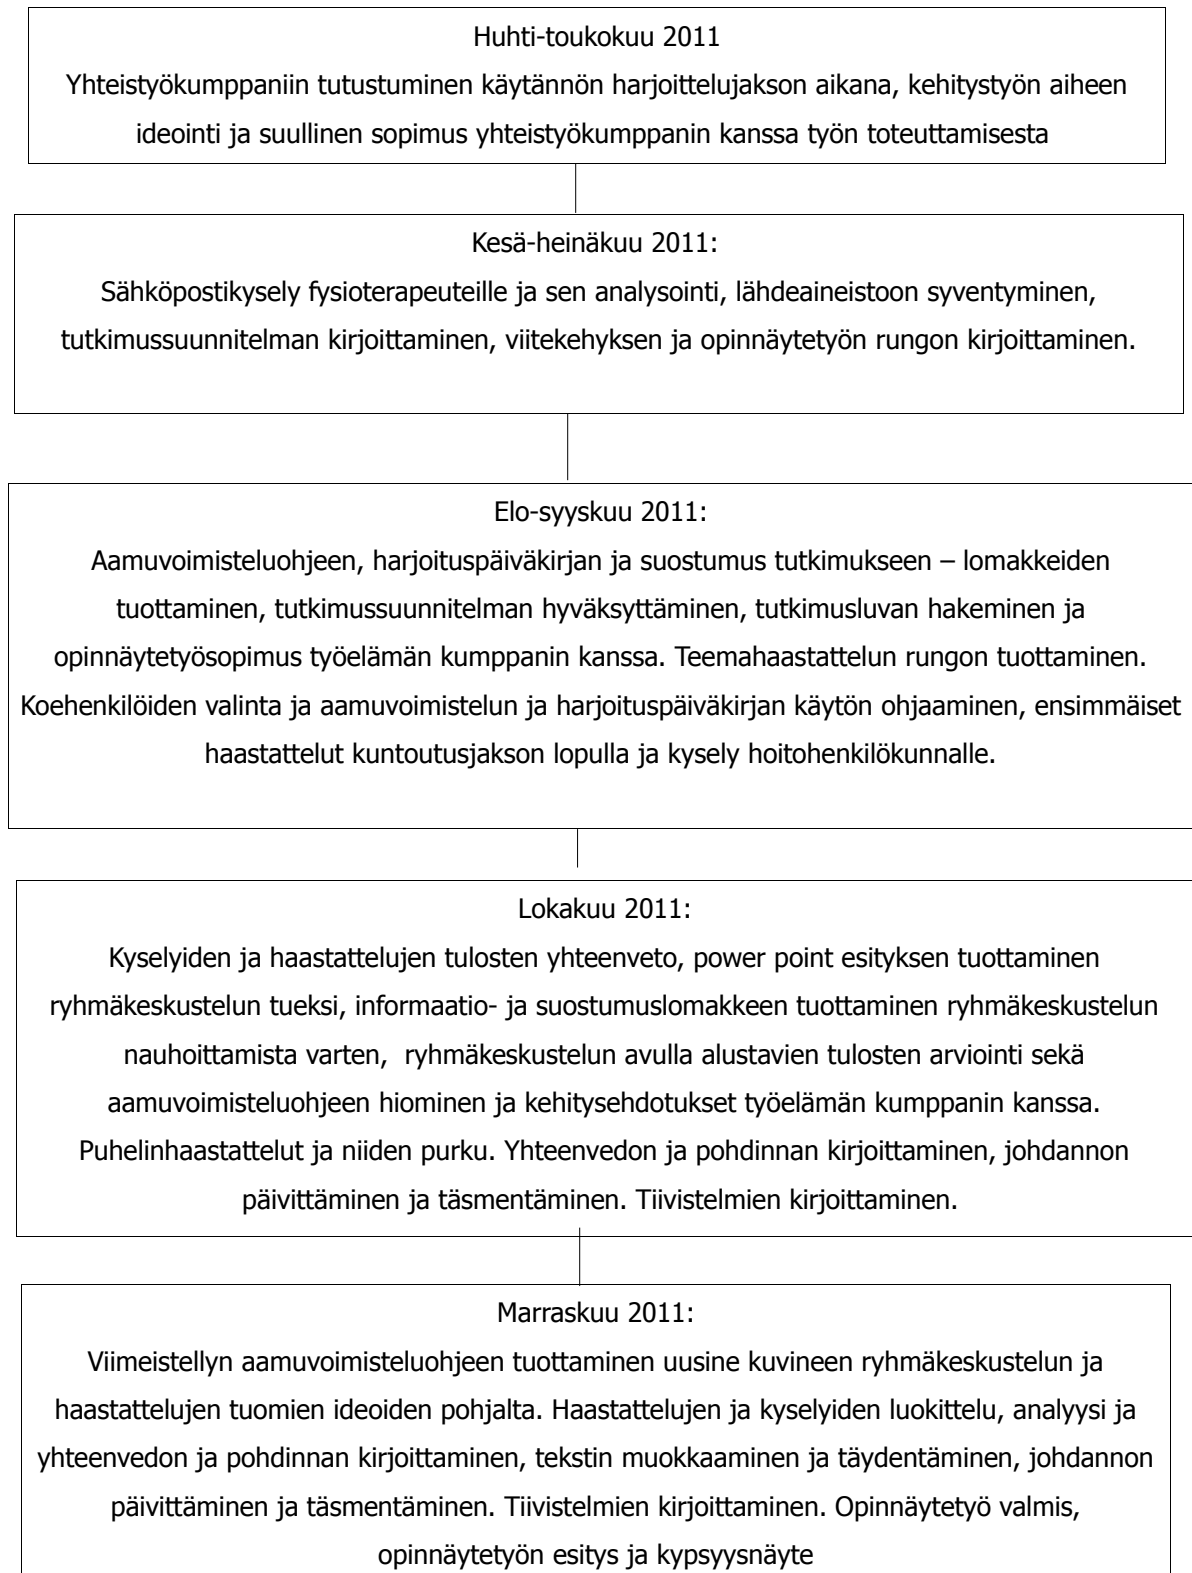 Huhti-toukokuu 2011
Yhteistyökumppaniin tutustuminen käytännön harjoittelujakson aikana, kehitystyön aiheen
ideointi ja suullinen sopimus yhteistyökumppanin kanssa työn toteuttamisesta
Kesä-heinäkuu 2011:
Sähköpostikysely fysioterapeuteille ja sen analysointi, lähdeaineistoon syventyminen,
tutkimussuunnitelman kirjoittaminen, viitekehyksen ja opinnäytetyön rungon kirjoittaminen.
Elo-syyskuu 2011:
Aamuvoimisteluohjeen, harjoituspäiväkirjan ja suostumus tutkimukseen – lomakkeiden
tuottaminen, tutkimussuunnitelman hyväksyttäminen, tutkimusluvan hakeminen ja
opinnäytetyösopimus työelämän kumppanin kanssa. Teemahaastattelun rungon tuottaminen.
Koehenkilöiden valinta ja aamuvoimistelun ja harjoituspäiväkirjan käytön ohjaaminen, ensimmäiset
haastattelut kuntoutusjakson lopulla ja kysely hoitohenkilökunnalle.
Lokakuu 2011:
Kyselyiden ja haastattelujen tulosten yhteenveto, power point esityksen tuottaminen
ryhmäkeskustelun tueksi, informaatio- ja suostumuslomakkeen tuottaminen ryhmäkeskustelun
nauhoittamista varten,  ryhmäkeskustelun avulla alustavien tulosten arviointi sekä
aamuvoimisteluohjeen hiominen ja kehitysehdotukset työelämän kumppanin kanssa.
Puhelinhaastattelut ja niiden purku. Yhteenvedon ja pohdinnan kirjoittaminen, johdannon
päivittäminen ja täsmentäminen. Tiivistelmien kirjoittaminen.
Marraskuu 2011:
Viimeistellyn aamuvoimisteluohjeen tuottaminen uusine kuvineen ryhmäkeskustelun ja
haastattelujen tuomien ideoiden pohjalta. Haastattelujen ja kyselyiden luokittelu, analyysi ja
yhteenvedon ja pohdinnan kirjoittaminen, tekstin muokkaaminen ja täydentäminen, johdannon
päivittäminen ja täsmentäminen. Tiivistelmien kirjoittaminen. Opinnäytetyö valmis,
opinnäytetyön esitys ja kypsyysnäyte